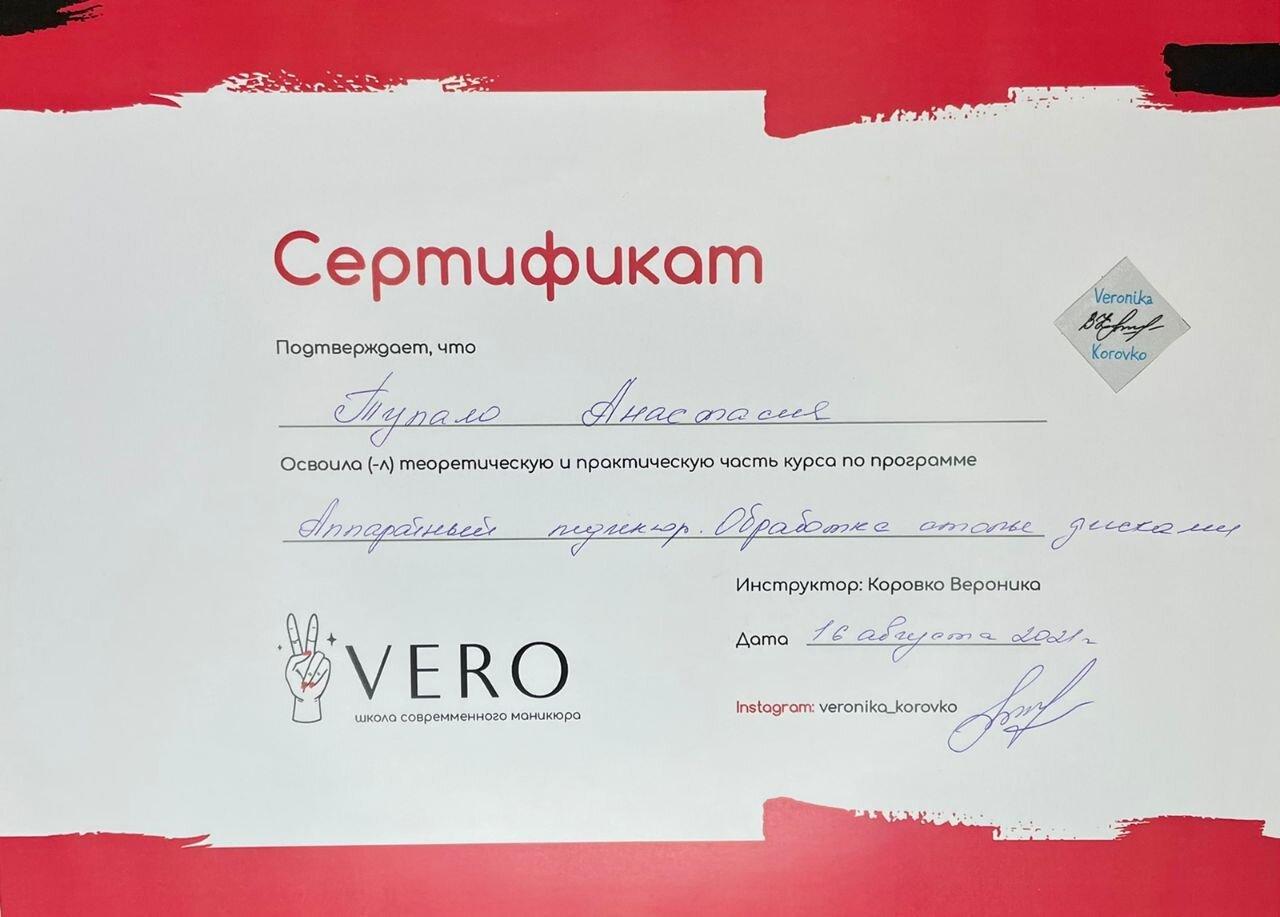 Сертификат
Veronika
Korovko
Подтверждает, что
Тупало Анастасия
Освоила (-л) теоретическую и практическую часть курса по программе
Аппаратный педикюр. Обработка стопы дисками
Инструктор: Коровко Вероника
Дата 16 августа 2021г
VERO
школа совремменного маникюра
Instagram: veronika_korovko